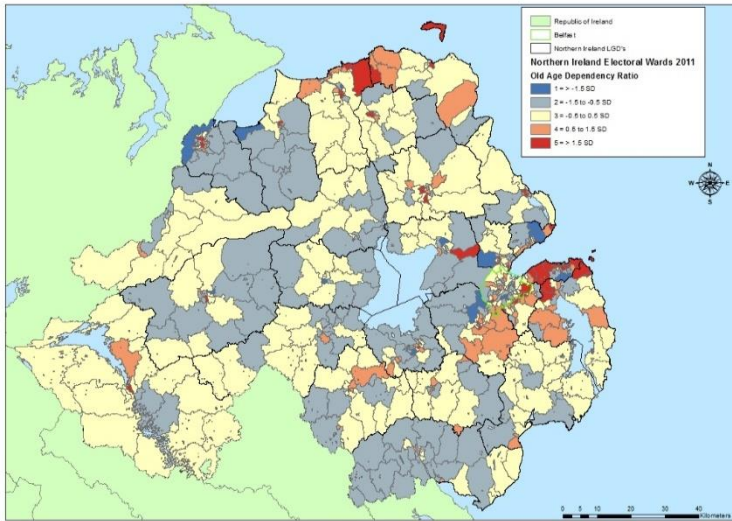 Republic of Ireland
Belfast
Northern Ireland LGD's
Northern Ireland Electoral Wards 2011
Old Age Dependency Ratio
1 = > -1.5 SD
2 = -1.5 to -0.5 SD
3 = -0.5 to 0.5 SD
4 = 0.5 to 1.5 SD
5 = > 1.5 SD
N
W E
S
0 5 10 20 30 40
Kilometers